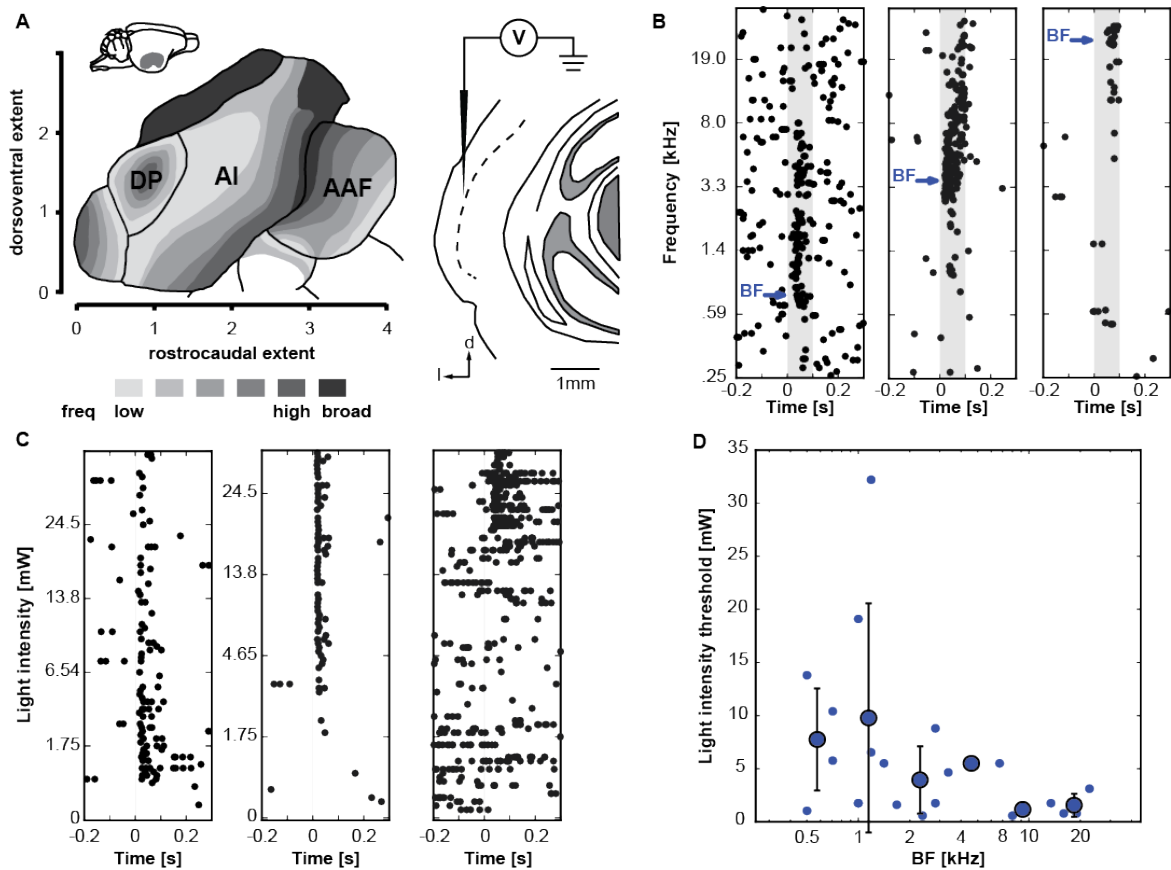 A
V
dorsoventral extent
2
1
0
DP
AI
AAF
0 1 2 3 4
rostrocaudal extent
freq low high broad
d
l
1mm
B
Frequency [kHz]
19.0
8.0
3.3
1.4
.59
.25
BF
BF
BF
-0.2 0 0.2
-0.2 0 0.2
-0.2 0 0.2
Time [s]
Time [s]
Time [s]
C
Light intensity [mW]
24.5
13.8
6.54
1.75
0
-0.2 0 0.2
Time [s]
24.5
13.8
4.65
1.75
0
-0.2 0 0.2
Time [s]
-0.2 0 0.2
Time [s]
D
Light intensity threshold [mW]
35
30
25
20
15
10
5
0
0.5 1 2 4 6 10 20
BF [kHz]